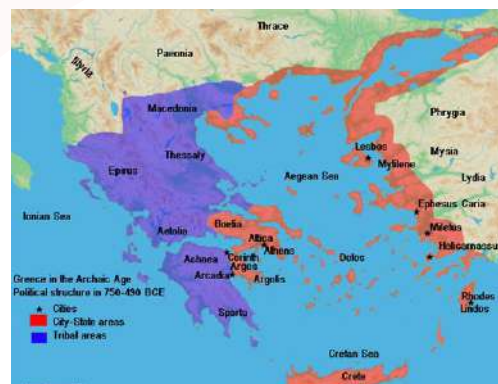 Thrace
Paeonia
Illyria
Macedonia
Phrygia
Lesbos
Thessaly
Mysia
Mylilene
Epirus
Aegean Sea
Lydia
Ionian Sea
Ephesus Caria
Boetia
Miletus
Aetolia
Attica
Athens
Helicarnassu
Achaea
Corinth
Delos
Argos
Arcadia
Argolis
Greece in the Archaic Age
Political structure in 750-490 BCE
Rhodes
Lindos
Cities
City-State areas
Sparta
Tribal areas
Cretan Sea
Crete